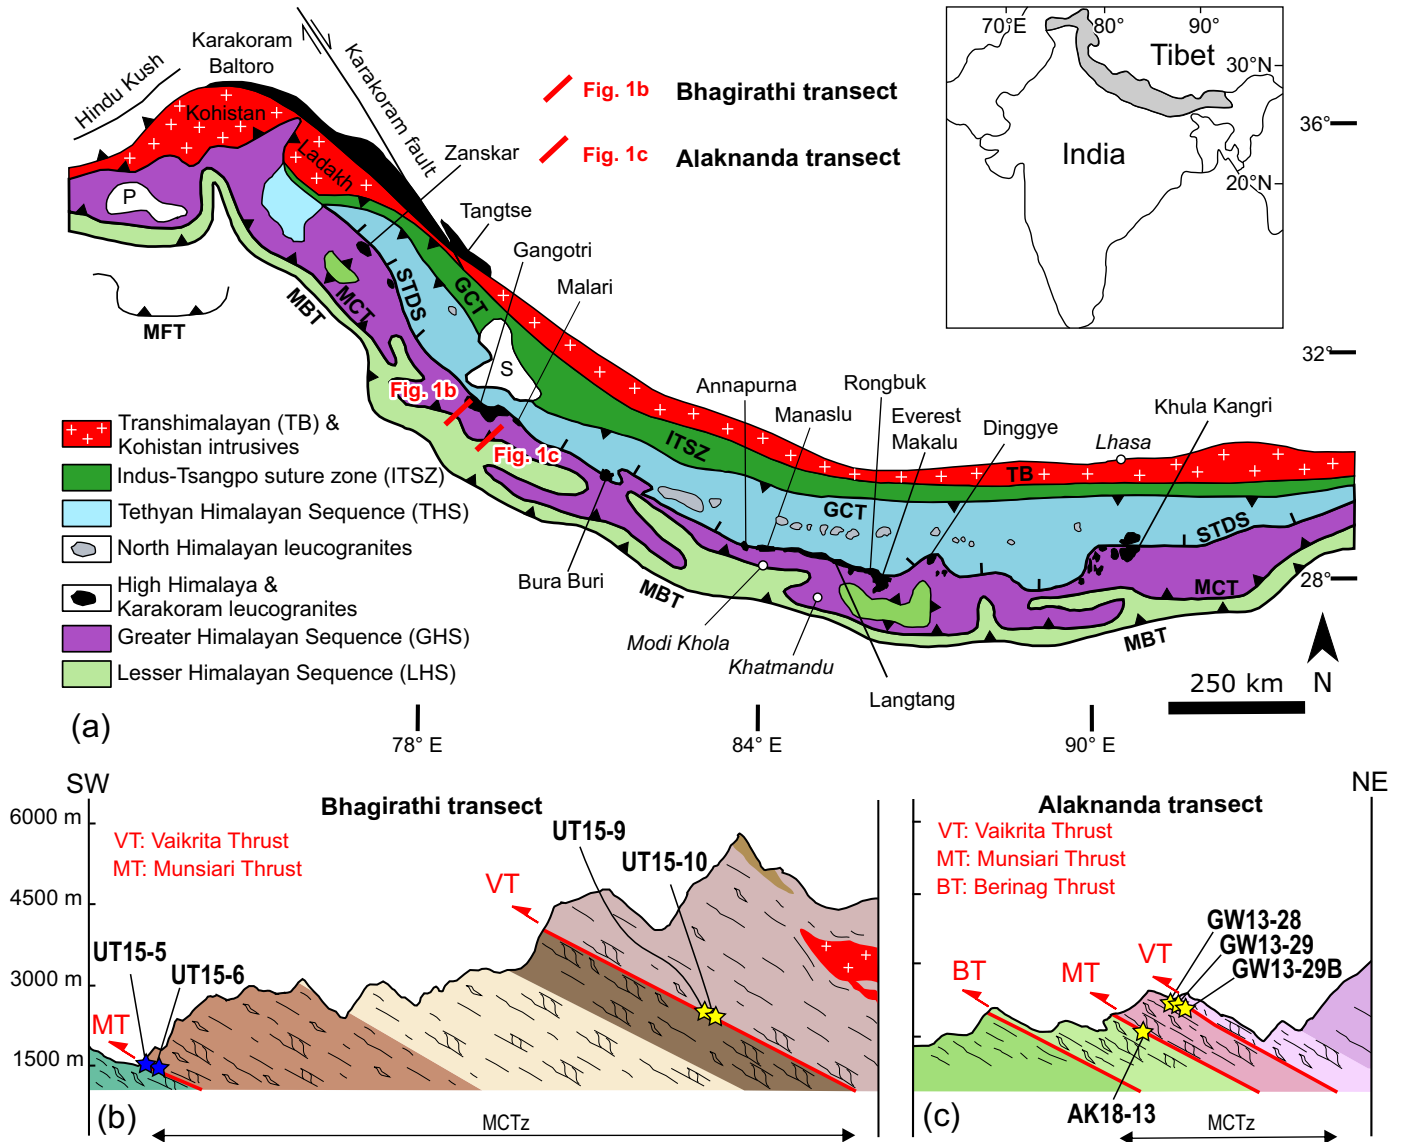 Karakoram
Baltoro
Hindu Kush
Kohistan
Karakoram fault
Ladakh
Zanskar
Tangtse
Gangotri
Malari
P
MFT
MBT
MCT
STDS
GCT
S
Fig. 1b
Bhagirathi transect
Fig. 1c
Alaknanda transect
70°E
80°
90°
Tibet
30°N
India
20°N
36°
32°
28°
Fig. 1b
Fig. 1c
Annapurna
Rongbuk
Manaslu
Everest
Makalu
Dinggye
Khula Kangri
Lhasa
ITSZ
TB
GCT
STDS
MCT
MBT
Bura Buri
MBT
Modi Khola
Khatmandu
Langtang
Transhimalayan (TB) &
Kohistan intrusives
Indus-Tsangpo suture zone (ITSZ)
Tethyan Himalayan Sequence (THS)
North Himalayan leucogranites
High Himalaya &
Karakoram leucogranites
Greater Himalayan Sequence (GHS)
Lesser Himalayan Sequence (LHS)
250 km
N
(a)
78° E
84° E
90° E
SW
Bhagirathi transect
6000 m
4500 m
3000 m
1500 m
VT: Vaikrita Thrust
MT: Munsiari Thrust
UT15-9
UT15-10
VT
UT15-5
UT15-6
MT
(b)
MCTz
NE
Alaknanda transect
VT: Vaikrita Thrust
MT: Munsiari Thrust
BT: Berinag Thrust
GW13-28
GW13-29
GW13-29B
VT
MT
BT
AK18-13
(c)
MCTz